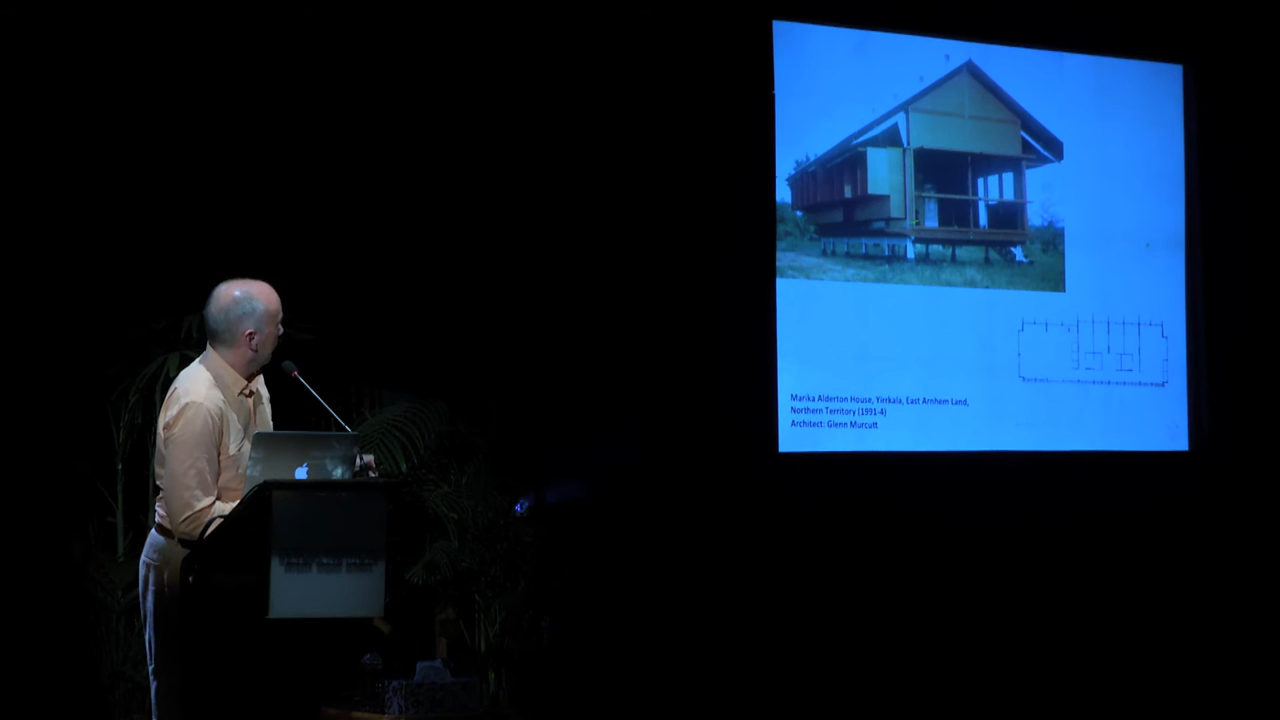 Marika Alderton House, Yirrkala, East Arnhem Land,
Northern Territory (1991-4)
Architect: Glenn Murcutt